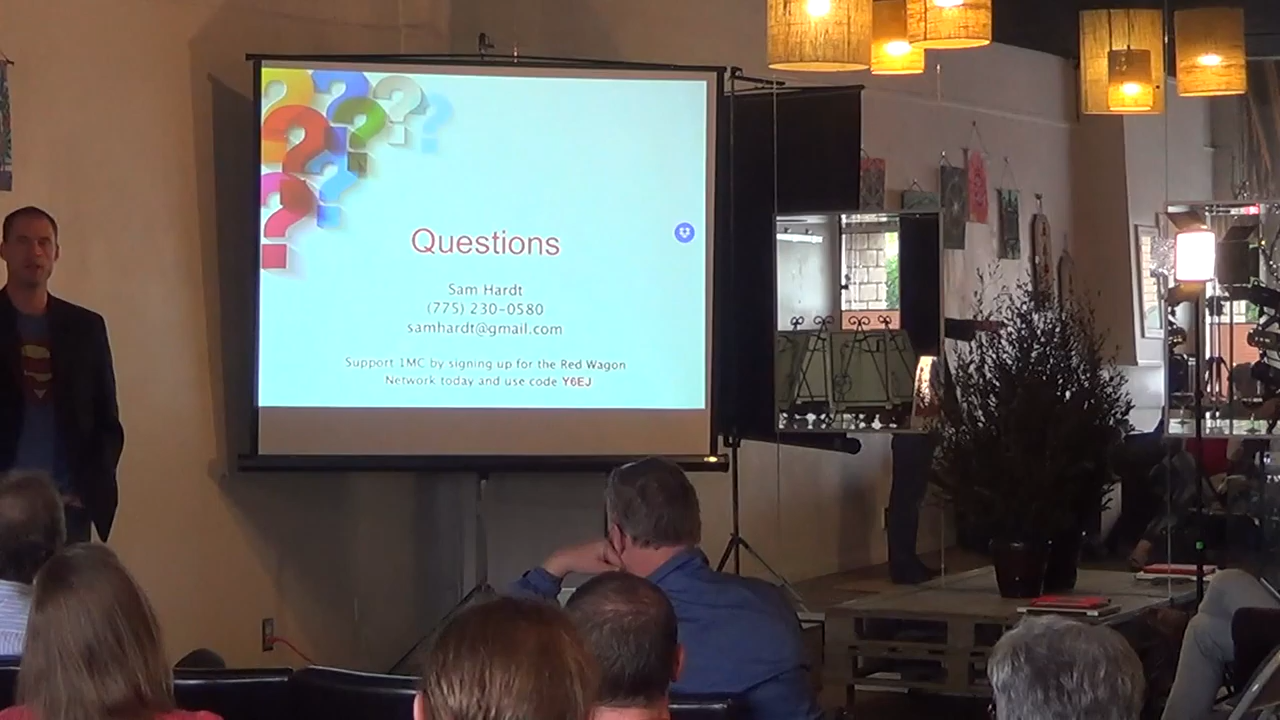 Questions
Sam Hardt
(775) 230-0580
samhardt@gmail.com
Support 1MC by signing up for the Red Wagon
Network today and use code Y6EJ